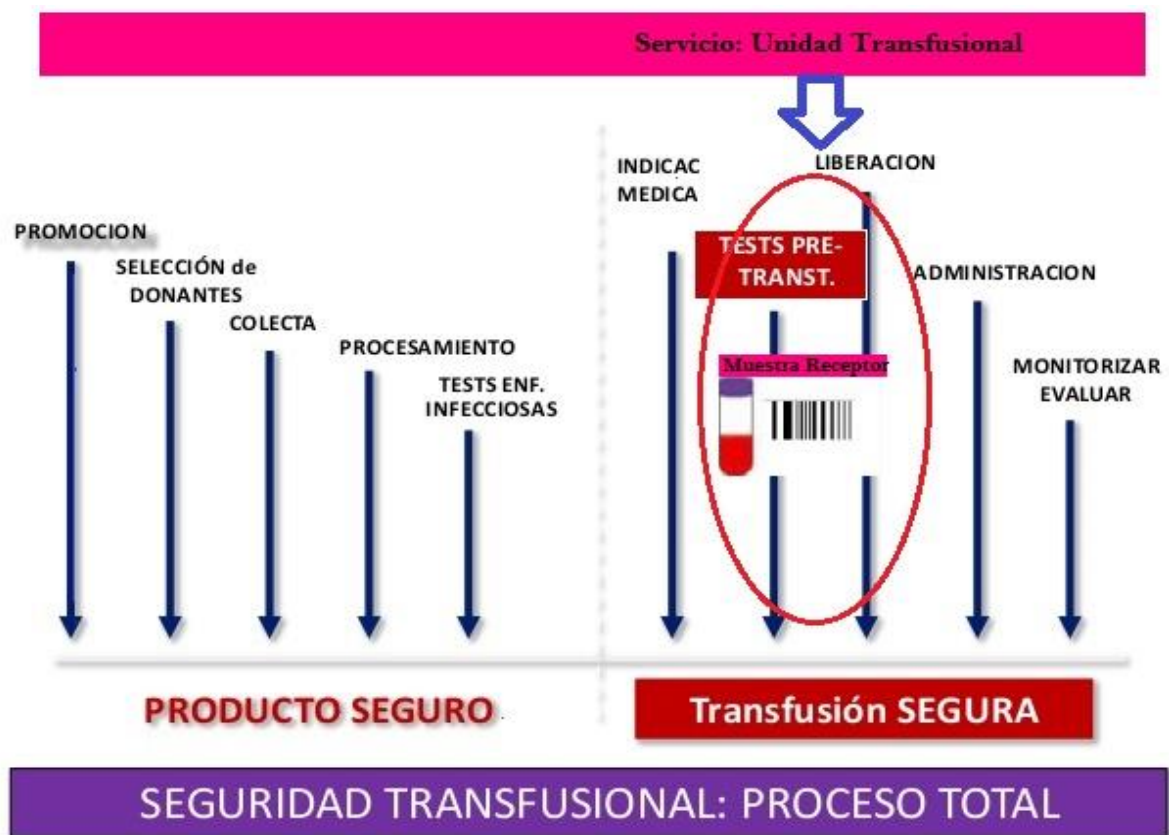 Servicio: Unidad Transfusional
PROMOCION
SELECCIÓN de
DONANTES
COLECTA
PROCESAMIENTO
TESTS ENF.
INFECCIOSAS
INDICAC
MEDICA
TESTS PRE-
TRANST.
LIBERACION
Muestra Receptor
ADMINISTRACION
MONITORIZAR
EVALUAR
PRODUCTO SEGURO .
Transfusión SEGURA
SEGURIDAD TRANSFUSIONAL: PROCESO TOTAL